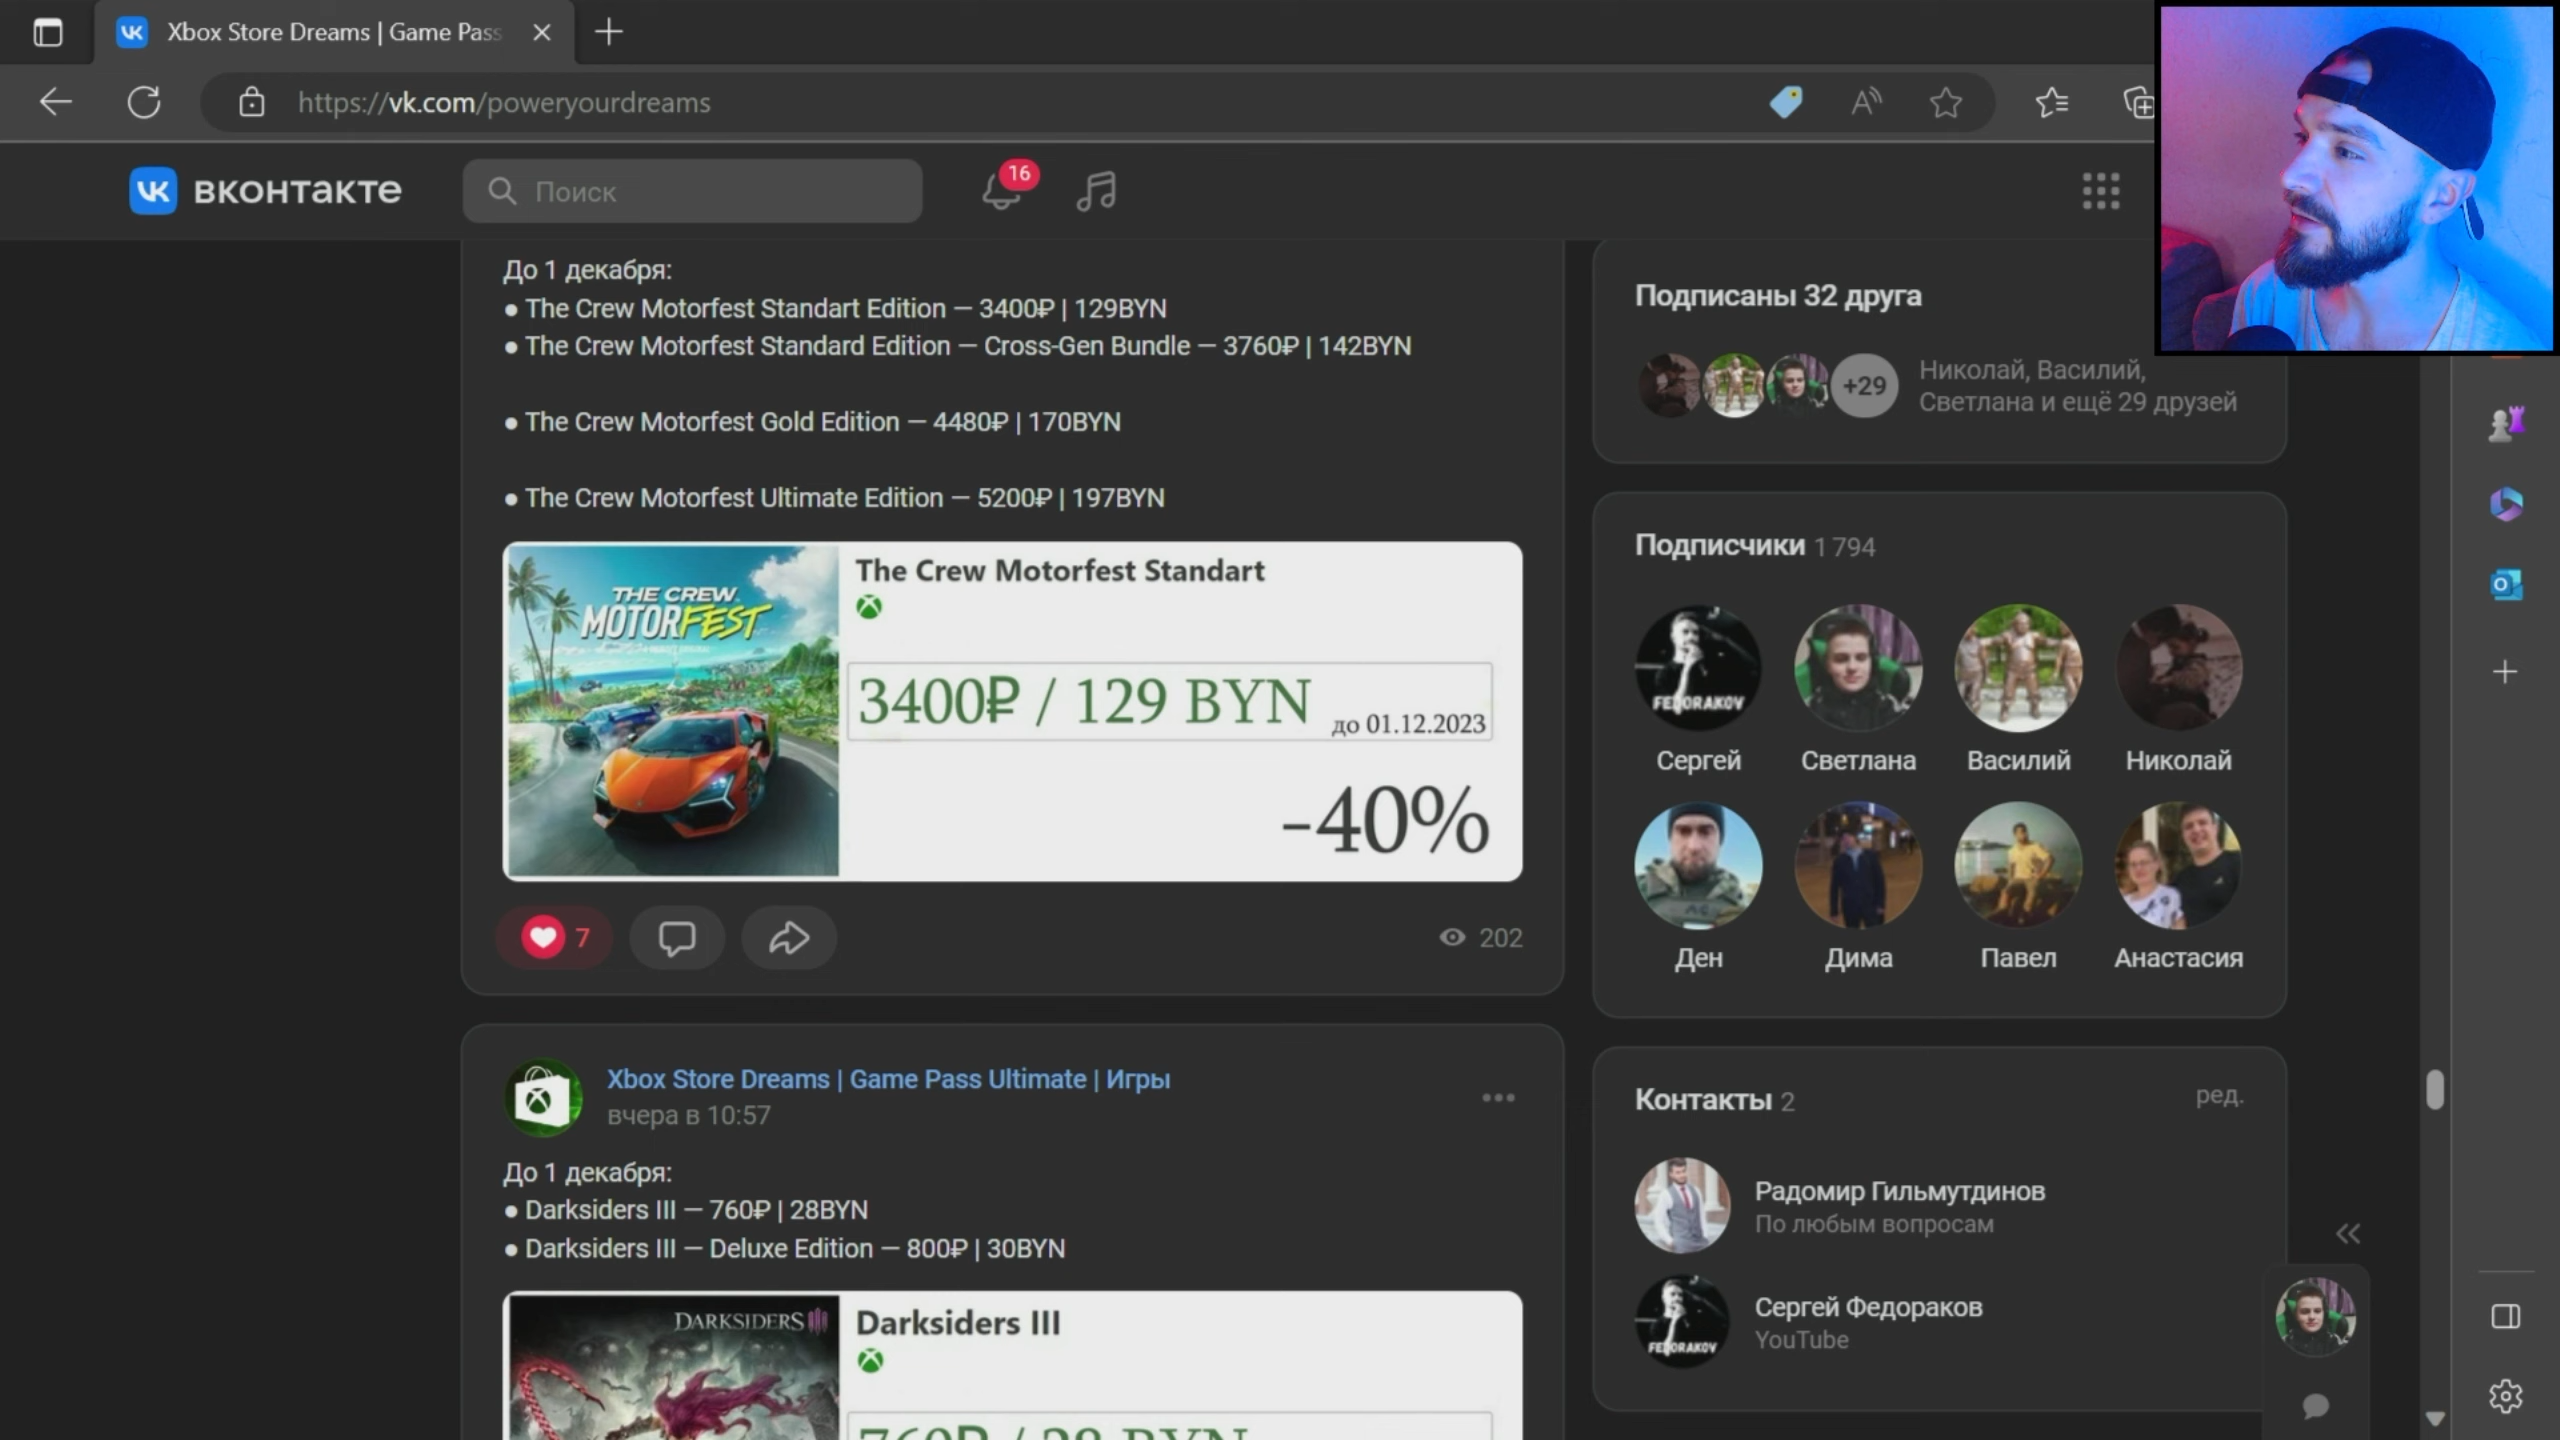 Xbox Store Dreams | Game Pass
https://vk.com/poweryourdreams
вконтакте
Поиск
16
До 1 декабря:
● The Crew Motorfest Standart Edition — 3400₽ | 129BYN
● The Crew Motorfest Standard Edition — Cross-Gen Bundle — 3760₽ | 142BYN
● The Crew Motorfest Gold Edition — 4480₽ | 170BYN
● The Crew Motorfest Ultimate Edition — 5200₽ | 197BYN
THE CREW
MOTORFEST
The Crew Motorfest Standart
3400₽ / 129 BYN до 01.12.2023
-40%
7
202
Xbox Store Dreams | Game Pass Ultimate | Игры
вчера в 10:57
До 1 декабря:
● Darksiders III — 760₽ | 28BYN
● Darksiders III — Deluxe Edition — 800₽ | 30BYN
DARKSIDERS III
Darksiders III
760₽ / 28 BYN
Подписаны 32 друга
+29
Николай, Василий,
Светлана и ещё 29 друзей
Подписчики 1 794
FEDORAKOV
Сергей Светлана Василий Николай
Ден Дима Павел Анастасия
Контакты 2 ред.
Радомир Гильмутдинов
По любым вопросам
Сергей Федораков
YouTube
FEDORAKOV